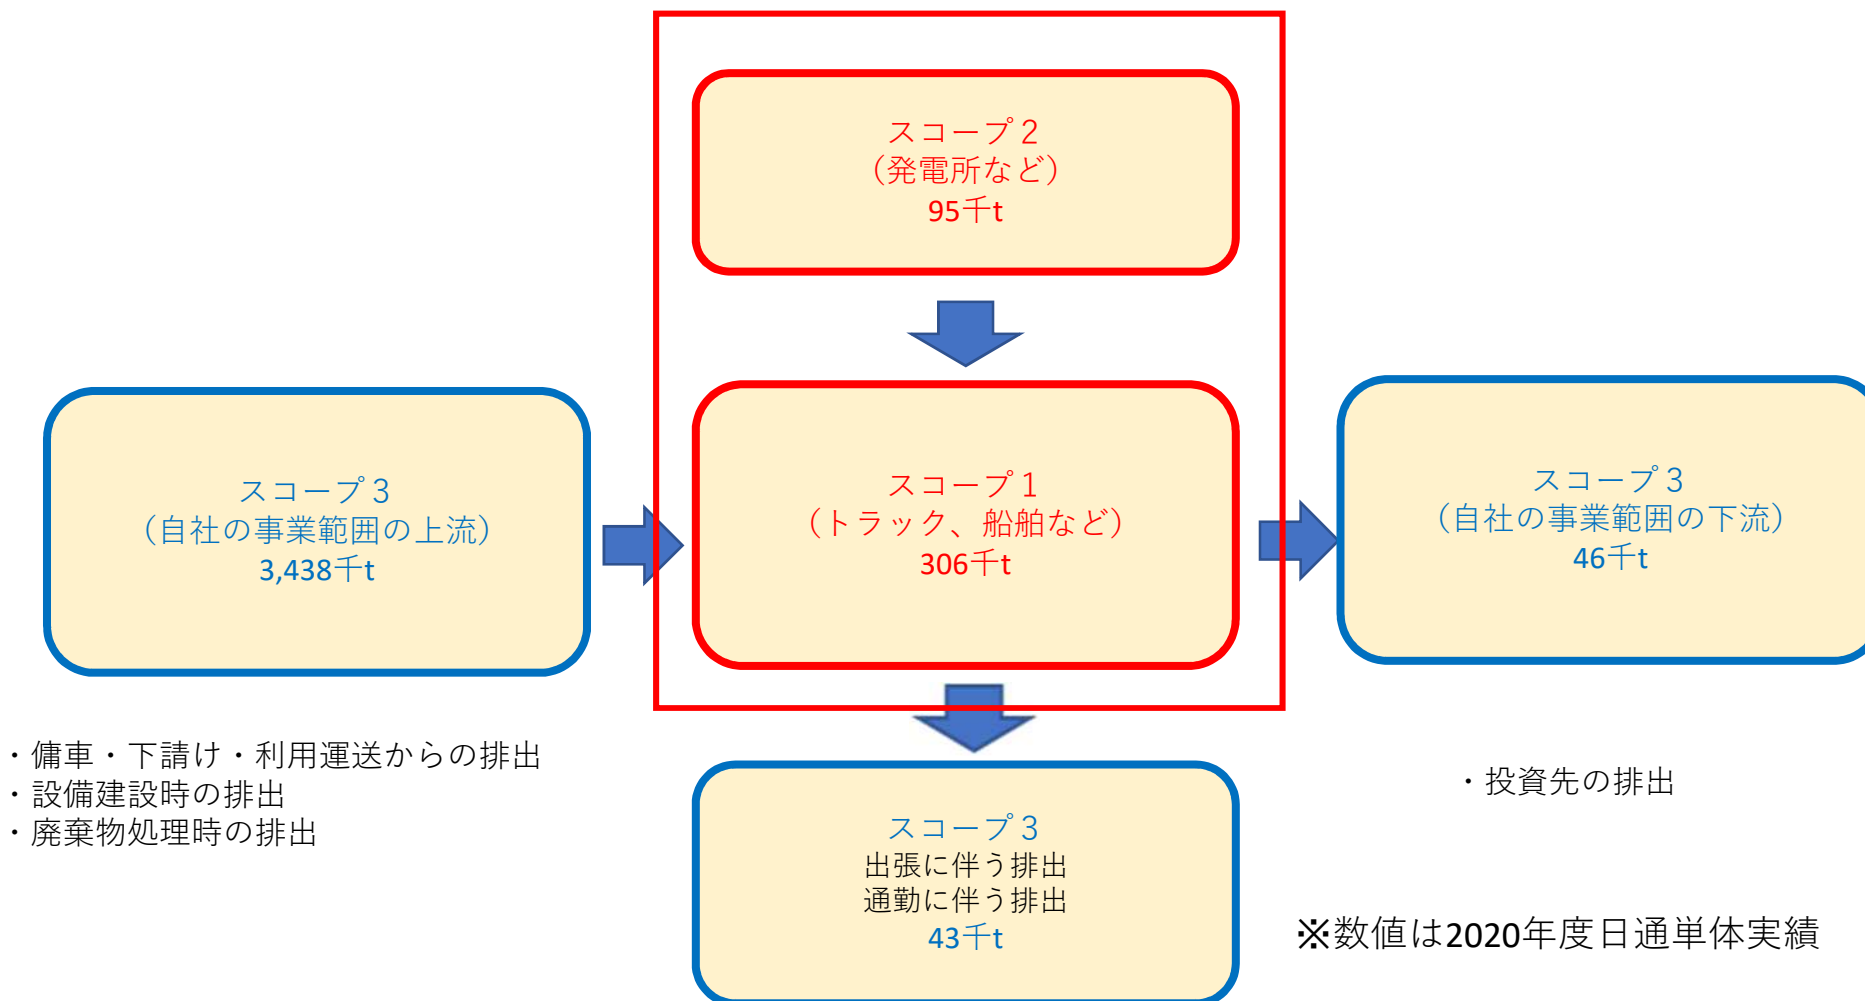 スコープ２
（発電所など）
95千t
スコープ３
（自社の事業範囲の上流）
3,438千t
スコープ１
（トラック、船舶など）
306千t
スコープ３
（自社の事業範囲の下流）
46千t
・傭車・下請け・利用運送からの排出
・設備建設時の排出
・廃棄物処理時の排出
・投資先の排出
スコープ３
出張に伴う排出
通勤に伴う排出
43千t
※数値は2020年度日通単体実績